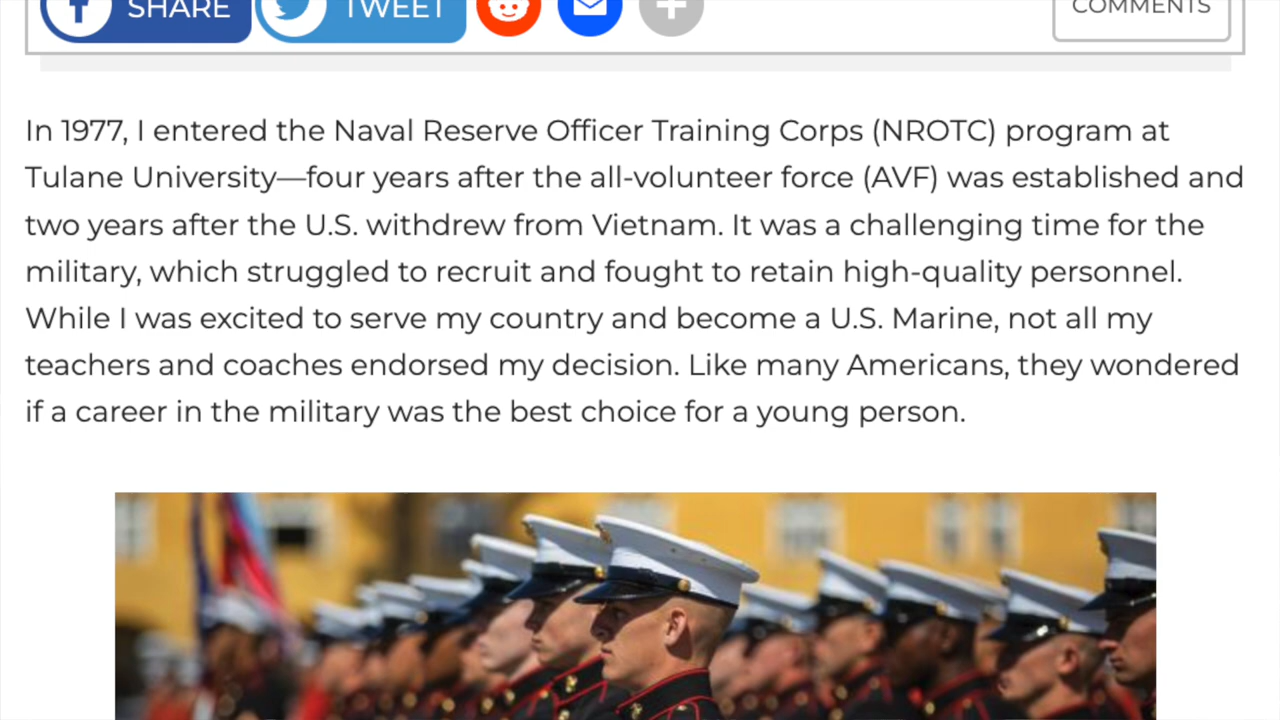 SHARE TWEET COMMENTS
In 1977, I entered the Naval Reserve Officer Training Corps (NROTC) program at
Tulane University—four years after the all-volunteer force (AVF) was established and
two years after the U.S. withdrew from Vietnam. It was a challenging time for the
military, which struggled to recruit and fought to retain high-quality personnel.
While I was excited to serve my country and become a U.S. Marine, not all my
teachers and coaches endorsed my decision. Like many Americans, they wondered
if a career in the military was the best choice for a young person.